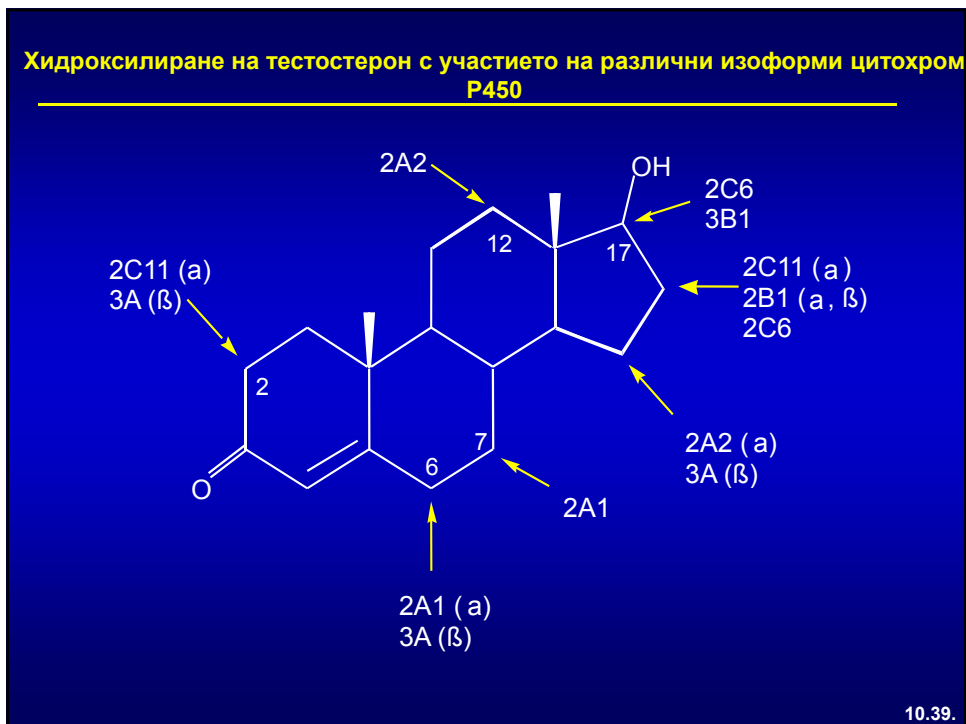 Хидроксилиране на тестостерон с участието на различни изоформи цитохром
P450
2A2
OH
2C6
3B1
12
17
2C11 (a)
3A (ß)
2C11 ( a )
2B1 ( a , ß)
2C6
2
7
6
2A2 ( a )
3A (ß)
O
2A1
2A1 ( a )
3A (ß)
10.39.